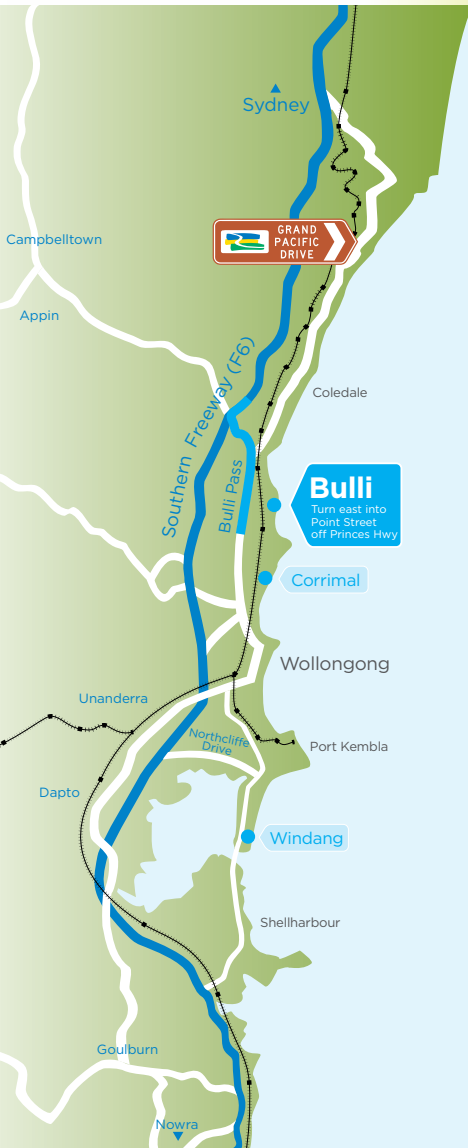 Sydney
GRAND
PACIFIC
DRIVE
Campbelltown
Appin
Southern Freeway (F6)
Coledale
Bulli Pass
Bulli
Turn east into
Point Street
off Princes Hwy
Corrimal
Wollongong
Unanderra
Northcliffe
Drive
Port Kembla
Dapto
Windang
Shellharbour
Goulburn
Nowra